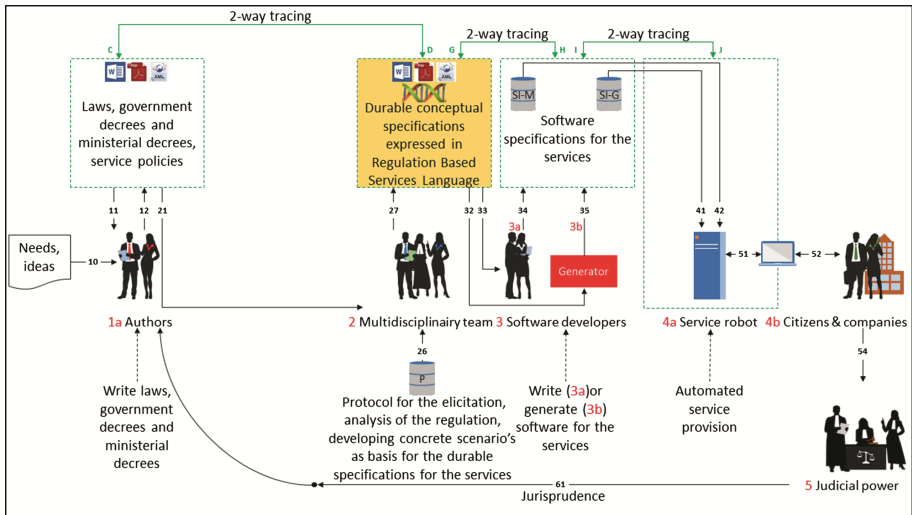 2-way tracing
2-way tracing
2-way tracing
C
D
G
H
I
J
W
PDF
XML
W
PDF
XML
SI-M
SI-G
Laws, government
decrees and
ministerial decrees,
service policies
Durable conceptual
specifications
expressed in
Regulation Based
Services Language
Software
specifications for the
services
11
12
21
27
32
33
34
35
41
42
3a
3b
Needs,
ideas
10
Generator
51
52
1a Authors
2 Multidisciplinairy team
3 Software developers
4a Service robot
4b Citizens & companies
26
P
54
Write laws,
government
decrees and
ministerial
decrees
Protocol for the elicitation,
analysis of the regulation,
developing concrete scenario's
as basis for the durable
specifications for the services
Write (3a)or
generate (3b)
software for the
services
Automated
service
provision
5 Judicial power
61
Jurisprudence